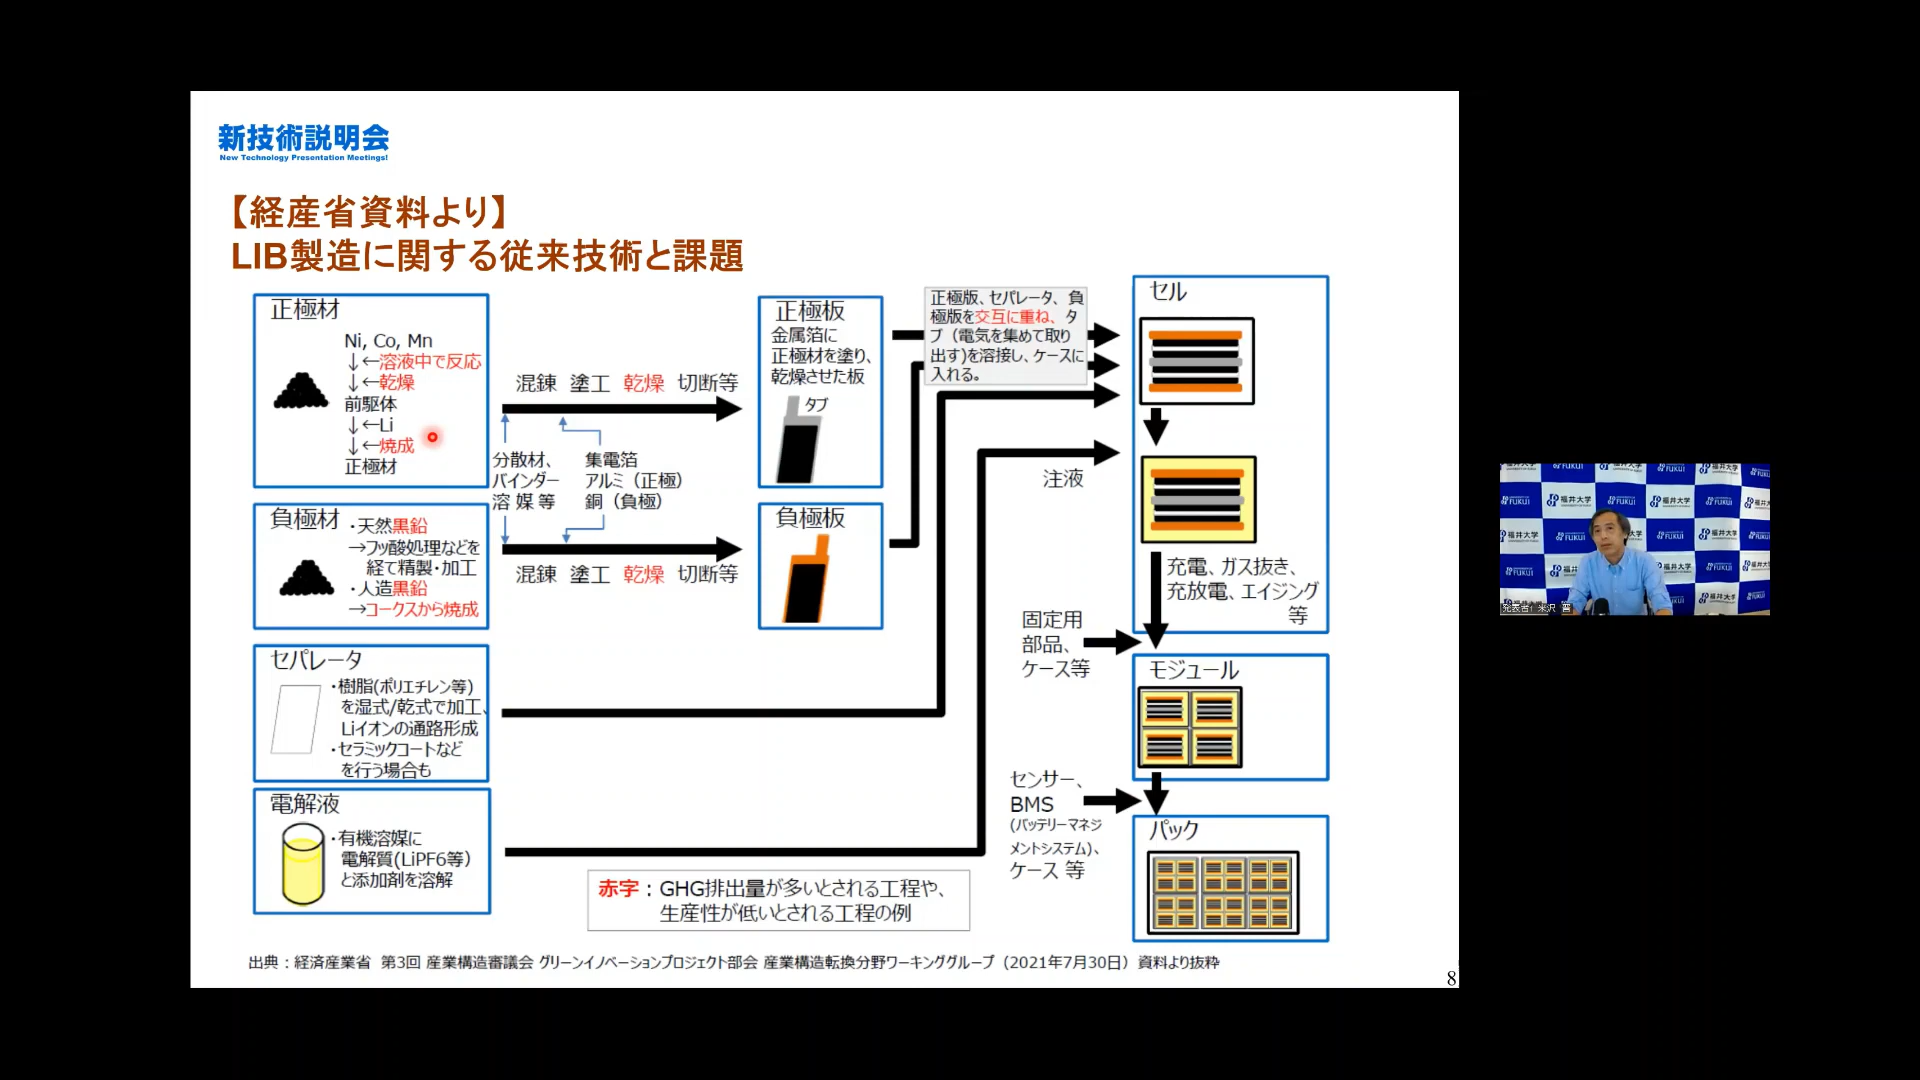 新技術説明会
New Technology Presentation Meetings!
【経産省資料より】
LIB製造に関する従来技術と課題
正極材
Ni, Co, Mn
↓←溶液中で反応
↓←乾燥
前駆体
↓←Li
↓←焼成
正極材
混錬 塗工 乾燥 切断等
分散材、
バインダー
溶媒等
集電箔
アルミ（正極）
銅（負極）
混錬 塗工 乾燥 切断等
負極材
・天然黒鉛
→フッ酸処理などを
経て精製・加工
・人造黒鉛
→コークスから焼成
セパレータ
・樹脂(ポリエチレン等)
を湿式/乾式で加工、
Liイオンの通路形成
・セラミックコートなど
を行う場合も
電解液
・有機溶媒に
電解質(LiPF6等)
と添加剤を溶解
正極板
金属箔に
正極材を塗り、
乾燥させた板
タブ
負極板
正極版、セパレータ、負
極版を交互に重ね、タ
ブ（電気を集めて取り
出す)を溶接し、ケースに
入れる。
注液
セル
充電、ガス抜き、
充放電、エイジング
等
固定用
部品、
ケース等
モジュール
センサー、
BMS
(バッテリーマネジ
メントシステム)、
ケース 等
パック
赤字：GHG排出量が多いとされる工程や、
生産性が低いとされる工程の例
出典：経済産業省 第3回 産業構造審議会 グリーンイノベーションプロジェクト部会 産業構造転換分野ワーキンググループ（2021年7月30日）資料より抜粋
8
福井大学
FUKUI
発表者：米沢 晋